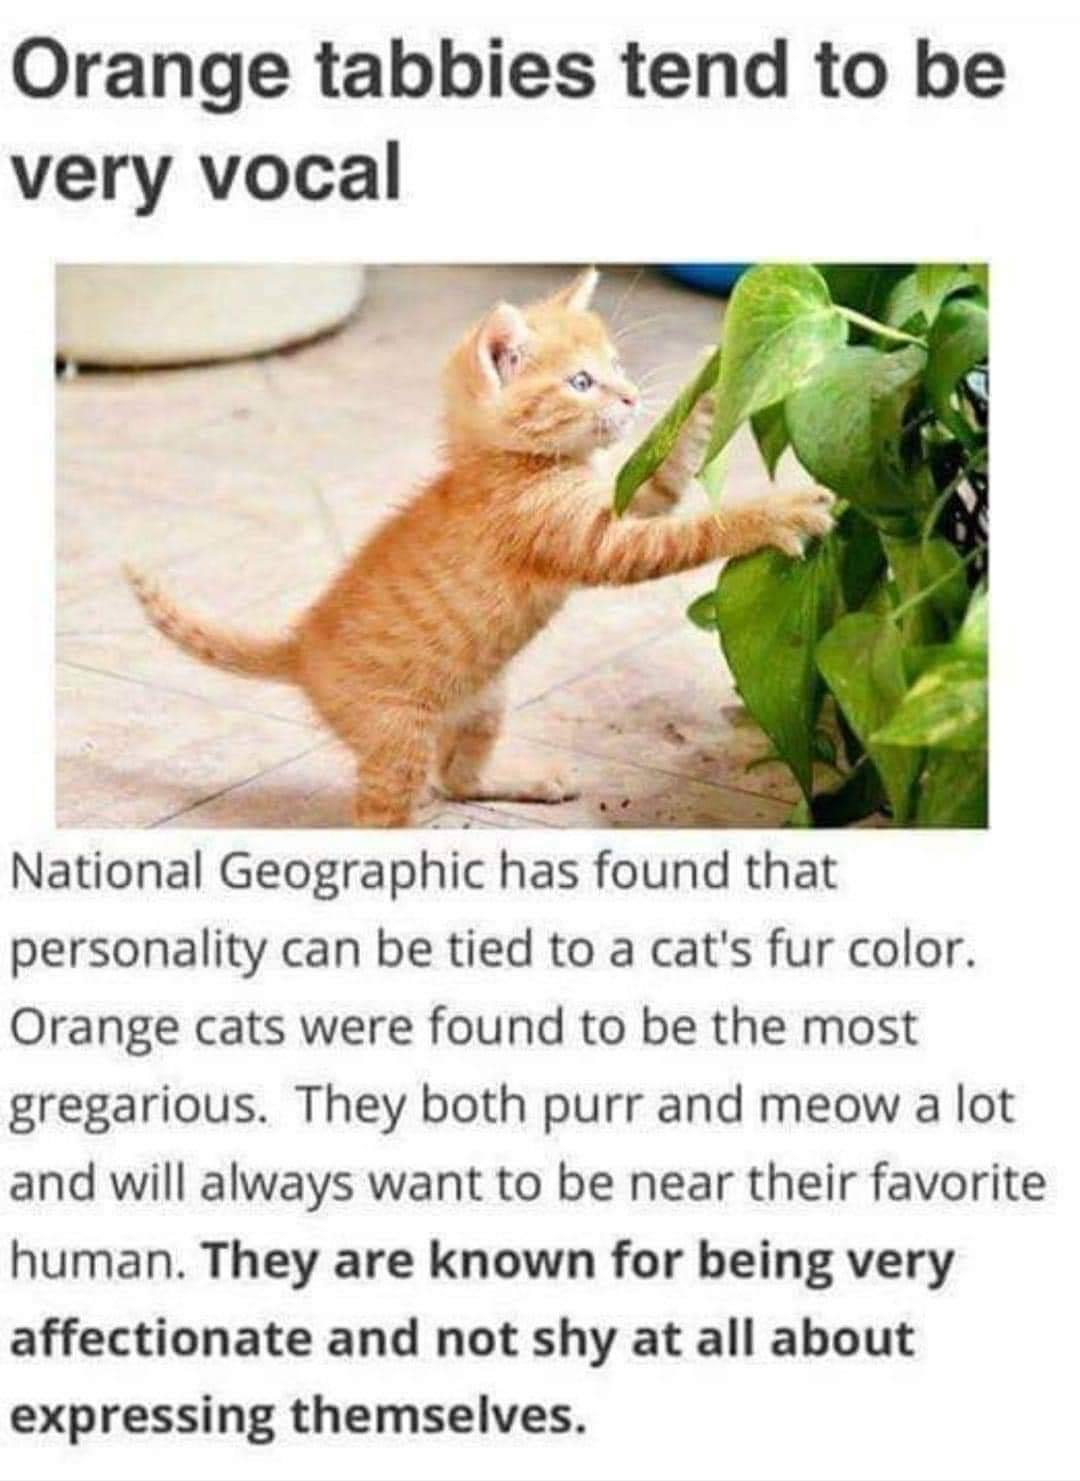 Orange tabbies tend to be
very vocal
National Geographic has found that
personality can be tied to a cat's fur color.
Orange cats were found to be the most
gregarious.  They both purr and meow a lot
and will always want to be near their favorite
human. They are known for being very
affectionate and not shy at all about
expressing themselves.